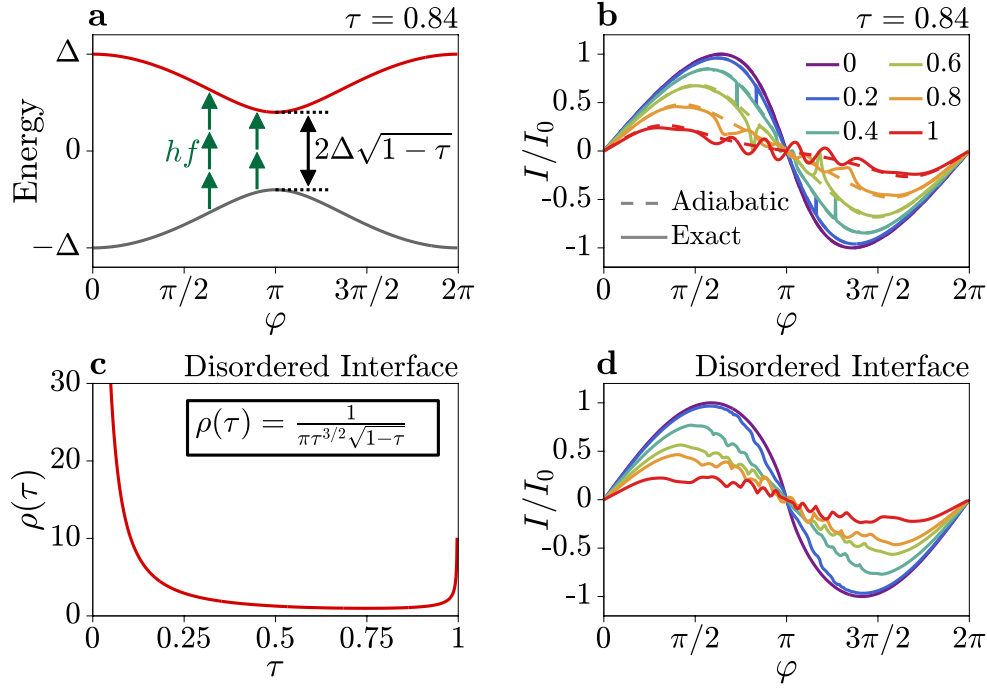 a
τ = 0.84
Energy
Δ
0
−Δ
hf
2Δ√1 − τ
0
π/2
π
3π/2
2π
φ
b
τ = 0.84
I/I₀
1
0.5
0
-0.5
-1
0
0.2
0.4
0.6
0.8
1
Adiabatic
Exact
0
π/2
π
3π/2
2π
φ
c
Disordered Interface
ρ(τ)
30
20
10
0
ρ(τ) = 1/(πτ^{3/2}√1−τ)
0
0.25
0.5
0.75
1
τ
d
Disordered Interface
I/I₀
1
0.5
0
-0.5
-1
0
π/2
π
3π/2
2π
φ